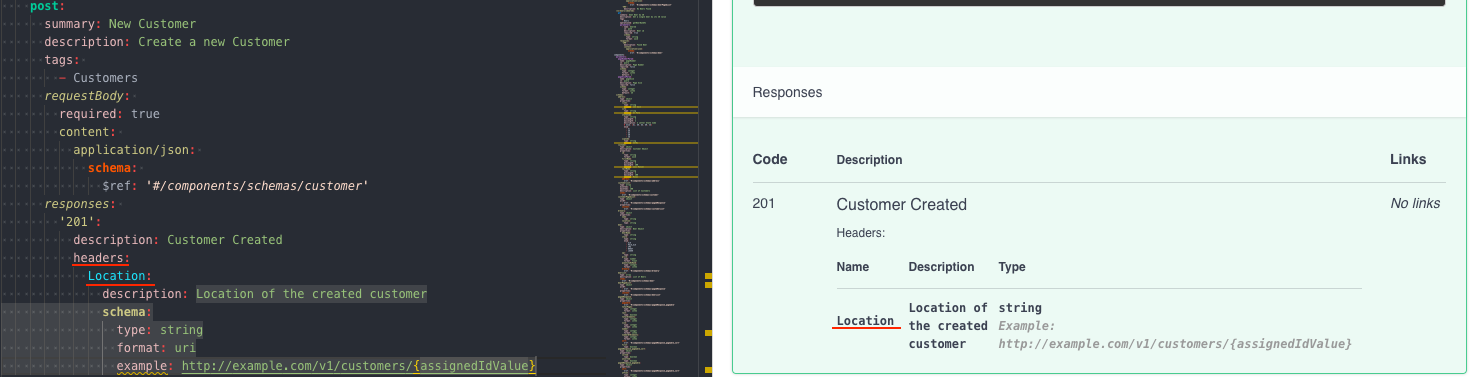 post:
summary: New Customer
description: Create a new Customer
tags:
- Customers
requestBody:
required: true
content:
application/json:
schema:
$ref: '#/components/schemas/customer'
responses:
'201':
description: Customer Created
headers:
Location:
description: Location of the created customer
schema:
type: string
format: uri
example: http://example.com/v1/customers/{assignedIdValue}
Responses
Code Description Links
201 Customer Created No links
Headers:
Name Description Type
Location of string
the created Example:
Location
customer http://example.com/v1/customers/{assignedIdValue}